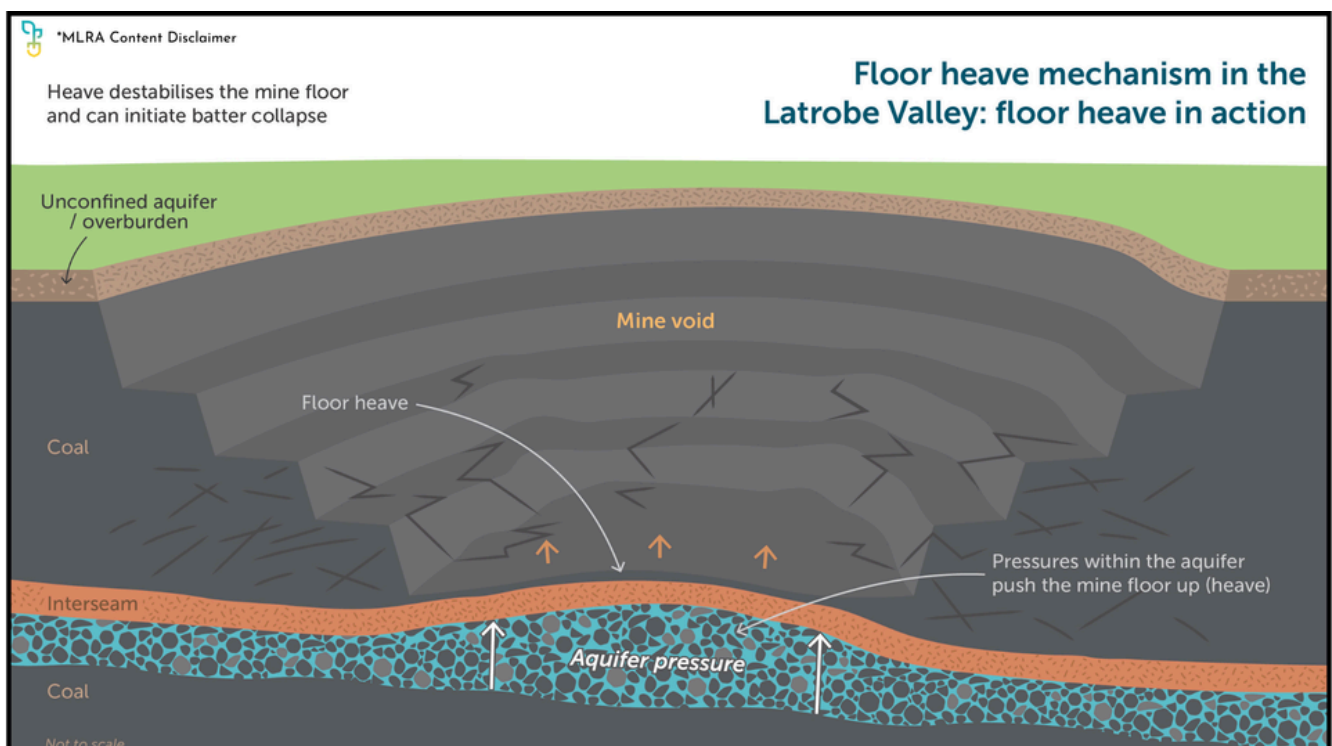 *MLRA Content Disclaimer
Heave destabilises the mine floor
and can initiate batter collapse
Floor heave mechanism in the
Latrobe Valley: floor heave in action
Unconfined aquifer
/ overburden
Mine void
Floor heave
Coal
Pressures within the aquifer
push the mine floor up (heave)
Interseam
Aquifer pressure
Coal
Not to scale